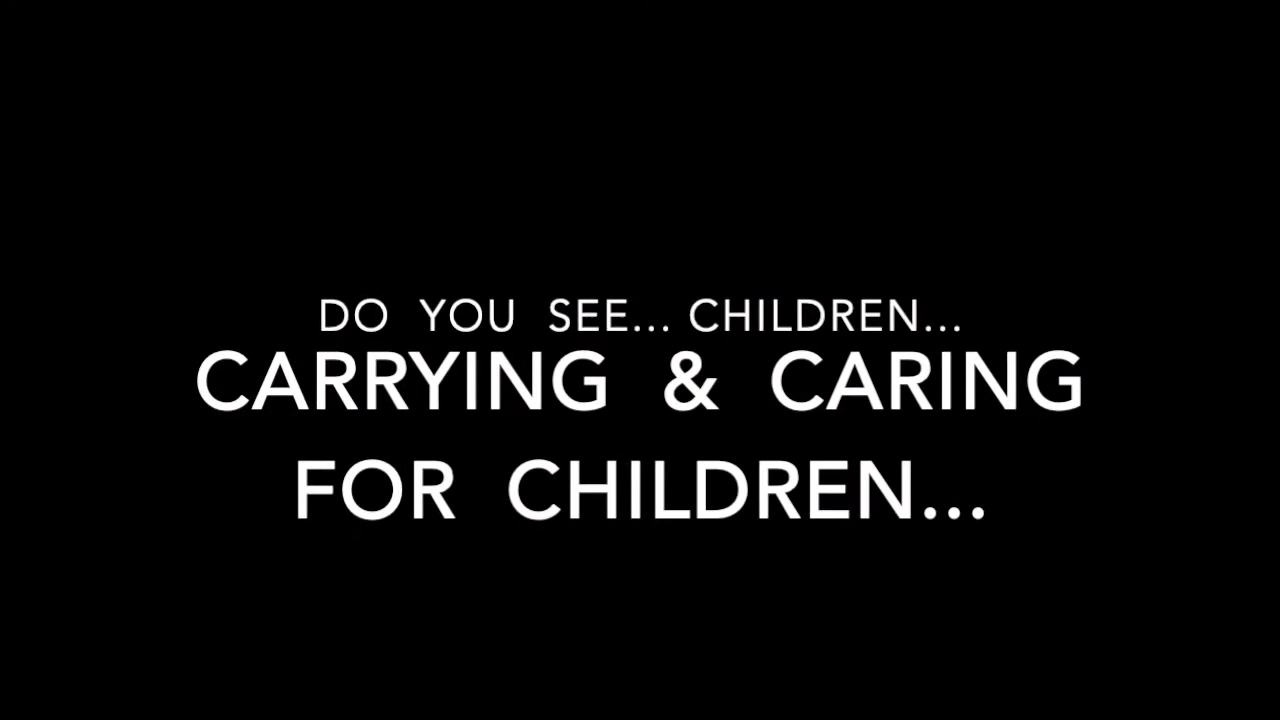 DO YOU SEE... CHILDREN...
CARRYING & CARING
FOR CHILDREN...